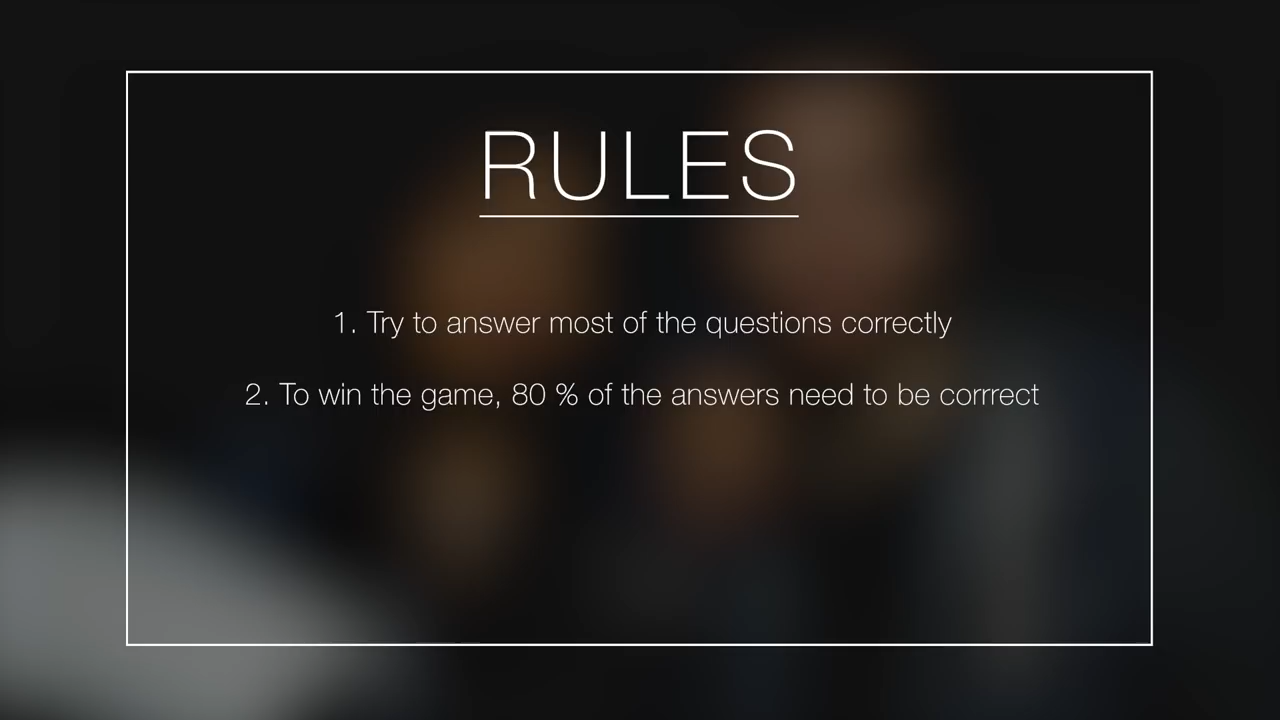 RULES
1. Try to answer most of the questions correctly
2. To win the game, 80 % of the answers need to be corrrect